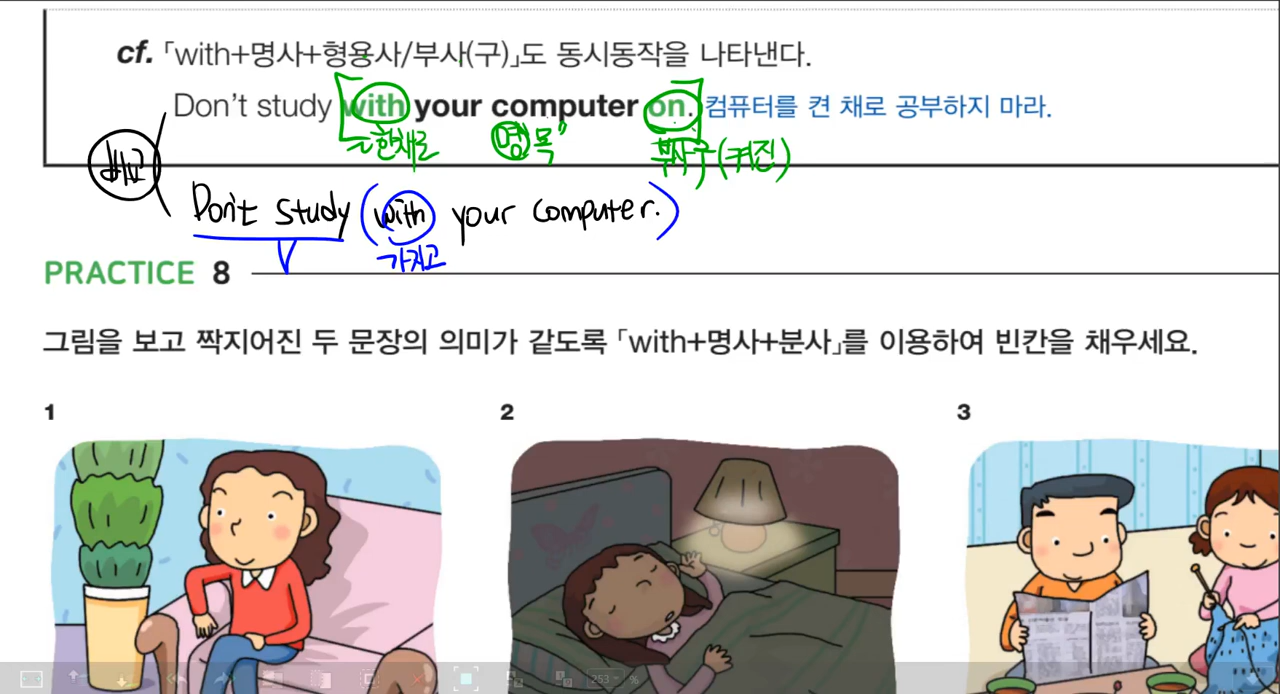 cf. 「with+명사+형용사/부사(구)」도 동시동작을 나타낸다.
Don't study with your computer on. 컴퓨터를 켠 채로 공부하지 마라.
~한채로 명 목" 부사구(켜진)
비교
Don't study (with your computer.)
가지고
PRACTICE 8
그림을 보고 짝지어진 두 문장의 의미가 같도록 「with+명사+분사」를 이용하여 빈칸을 채우세요.
1 2 3
253 %